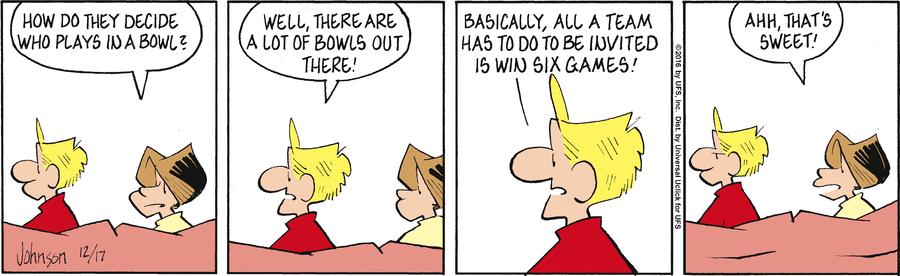 HOW DO THEY DECIDE
WHO PLAYS IN A BOWL?
Johnson 12/17
WELL, THERE ARE
A LOT OF BOWLS OUT
THERE!
BASICALLY, ALL A TEAM
HAS TO DO TO BE INVITED
IS WIN SIX GAMES!
©2016 by UFS, Inc. Dist. by Universal Uclick for UFS
AHH, THAT'S
SWEET!